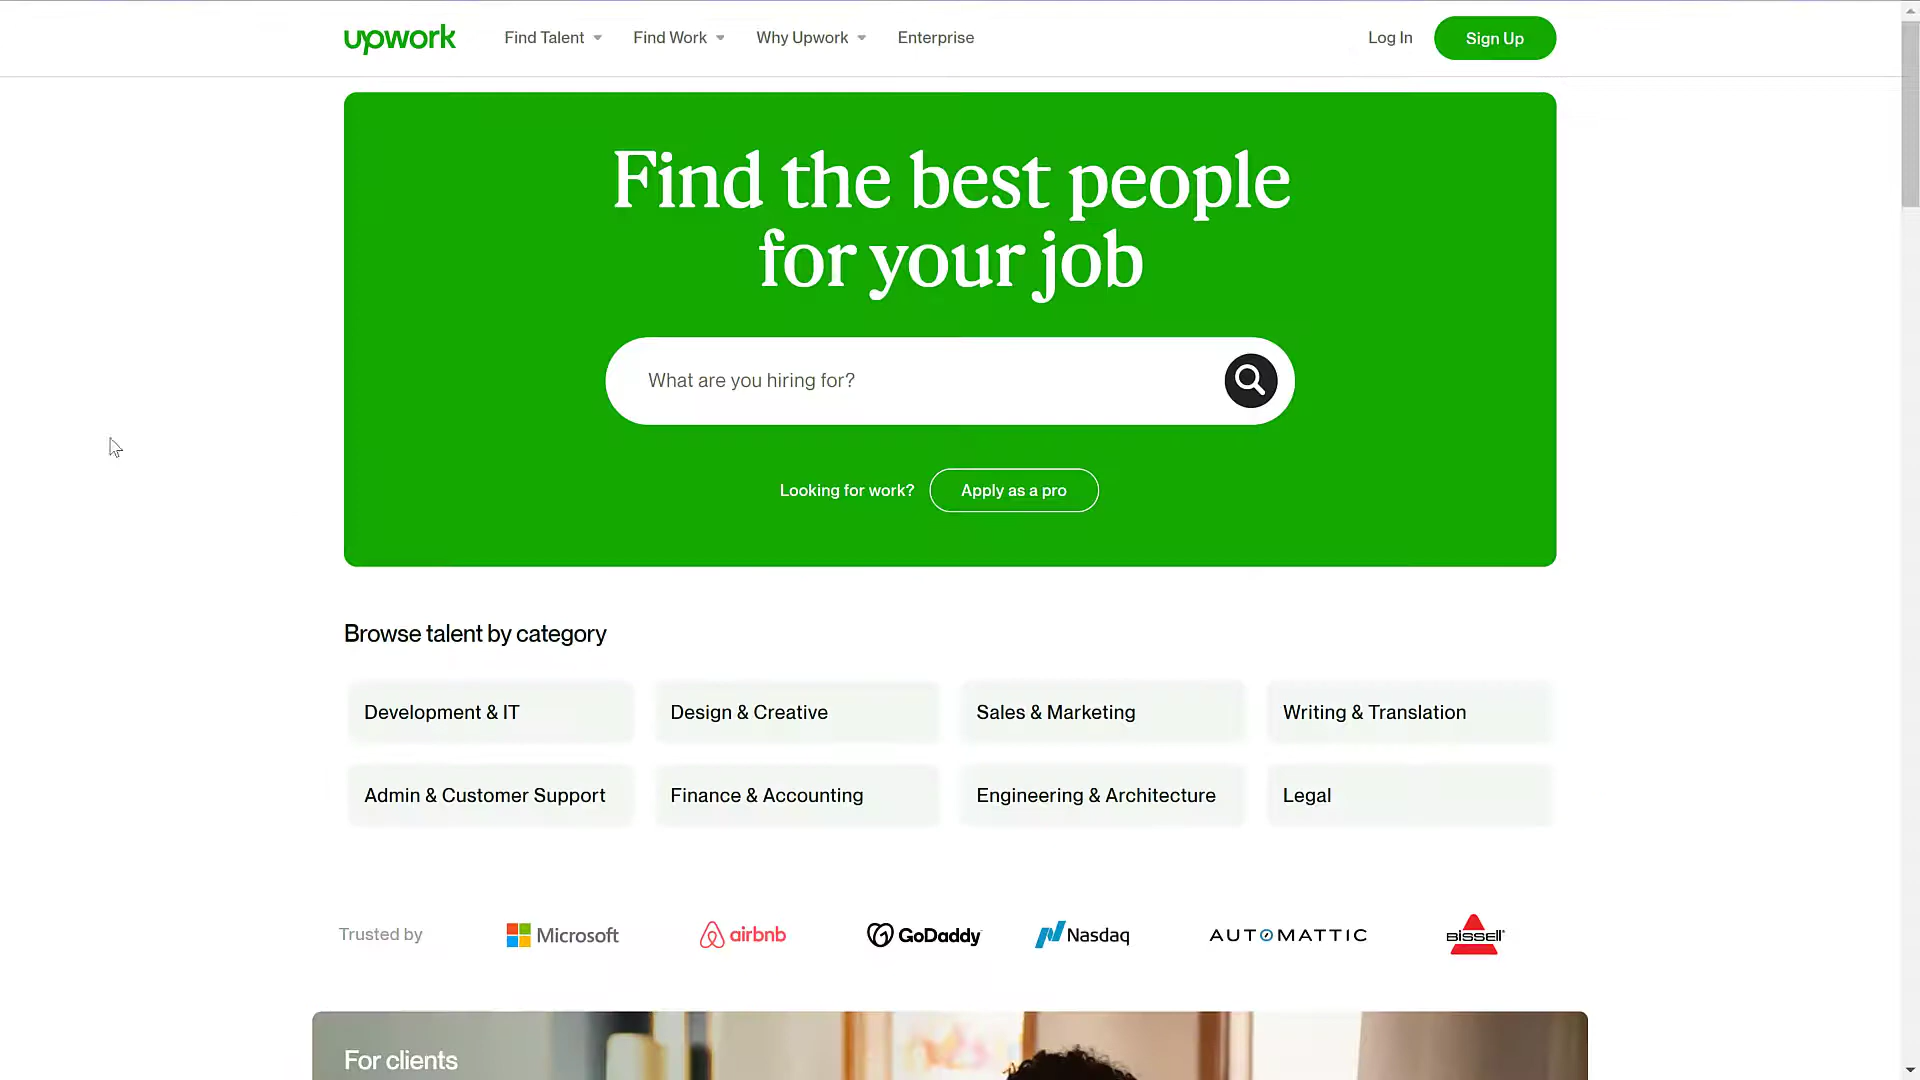 upwork Find Talent Find Work Why Upwork Enterprise Log In Sign Up
Find the best people
for your job
What are you hiring for?
Looking for work? Apply as a pro
Browse talent by category
Development & IT Design & Creative Sales & Marketing Writing & Translation
Admin & Customer Support Finance & Accounting Engineering & Architecture Legal
Trusted by Microsoft airbnb GoDaddy Nasdaq AUTOMATTIC BISSELL
For clients